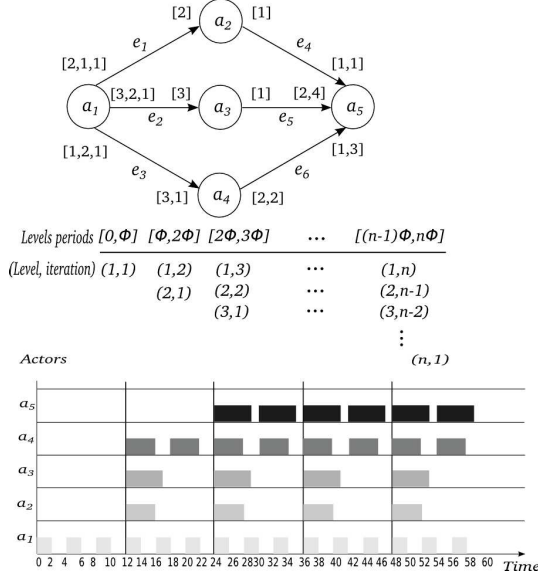 [2] a2 [1]
e1 e4
[2,1,1] [1,1]
[3,2,1] [3] [1] [2,4]
a1 a3 a5
e2 e5
[1,2,1] [1,3]
e3 e6
[3,1] a4 [2,2]
Levels periods [0,Φ] [Φ,2Φ] [2Φ,3Φ] ... [(n-1)Φ,nΦ]
(Level, iteration) (1,1) (1,2) (1,3) ... (1,n)
(2,1) (2,2) ... (2,n-1)
(3,1) ... (3,n-2)
⋮
(n,1)
Actors
a5
a4
a3
a2
a1
0 2 4 6 8 10 12 14 16 18 20 22 24 26 28 30 32 34 36 38 40 42 44 46 48 50 52 54 56 58 60 Time